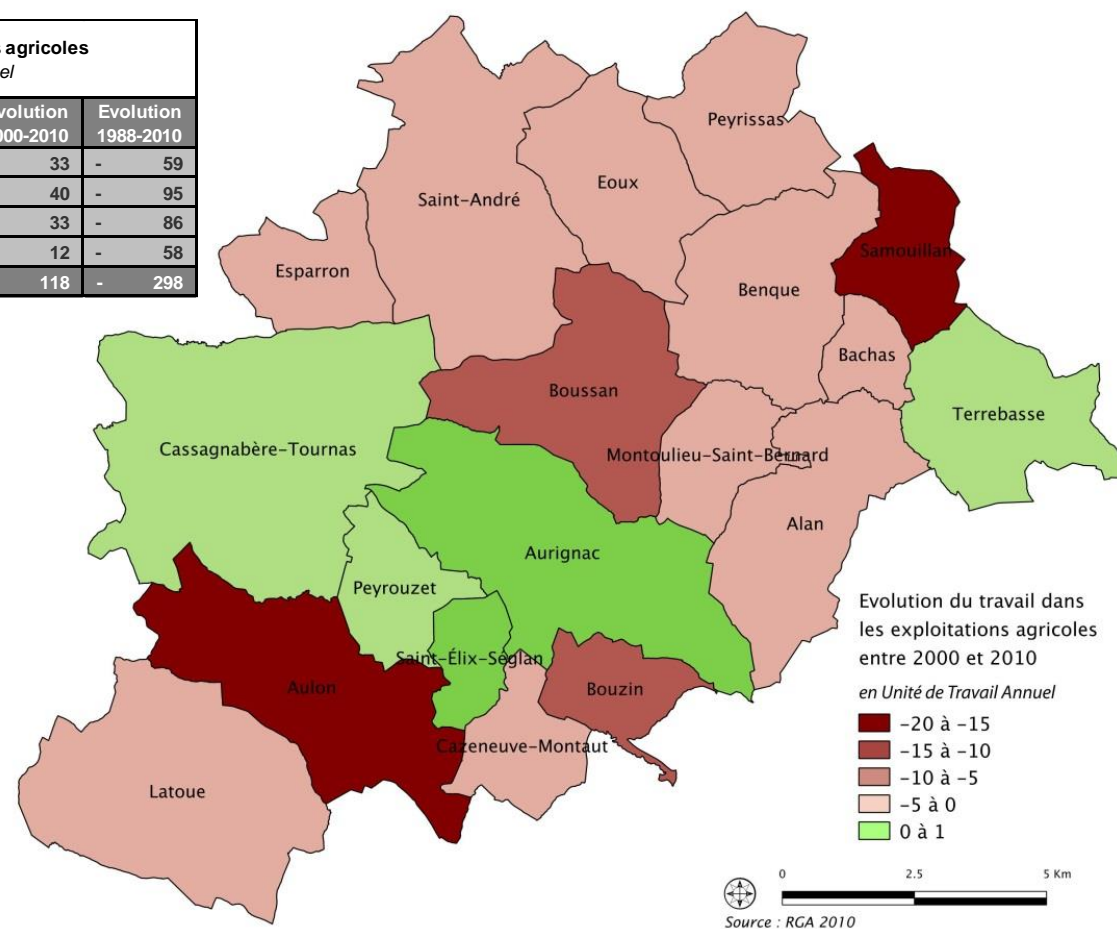 s agricoles
el
volution Evolution
000-2010 1988-2010
33 - 59
40 - 95
33 - 86
12 - 58
118 - 298
Peyrissas
Eoux
Saint-André
Samouillan
Esparron
Benque
Bachas
Boussan
Terrebasse
Cassagnabère-Tournas
Montoulieu-Saint-Bernard
Alan
Aurignac
Peyrouzet
Saint-Élix-Séglan
Aulon
Bouzin
Cazeneuve-Montaut
Latoue
Evolution du travail dans
les exploitations agricoles
entre 2000 et 2010
en Unité de Travail Annuel
-20 à -15
-15 à -10
-10 à -5
-5 à 0
0 à 1
0 2.5 5 Km
Source : RGA 2010